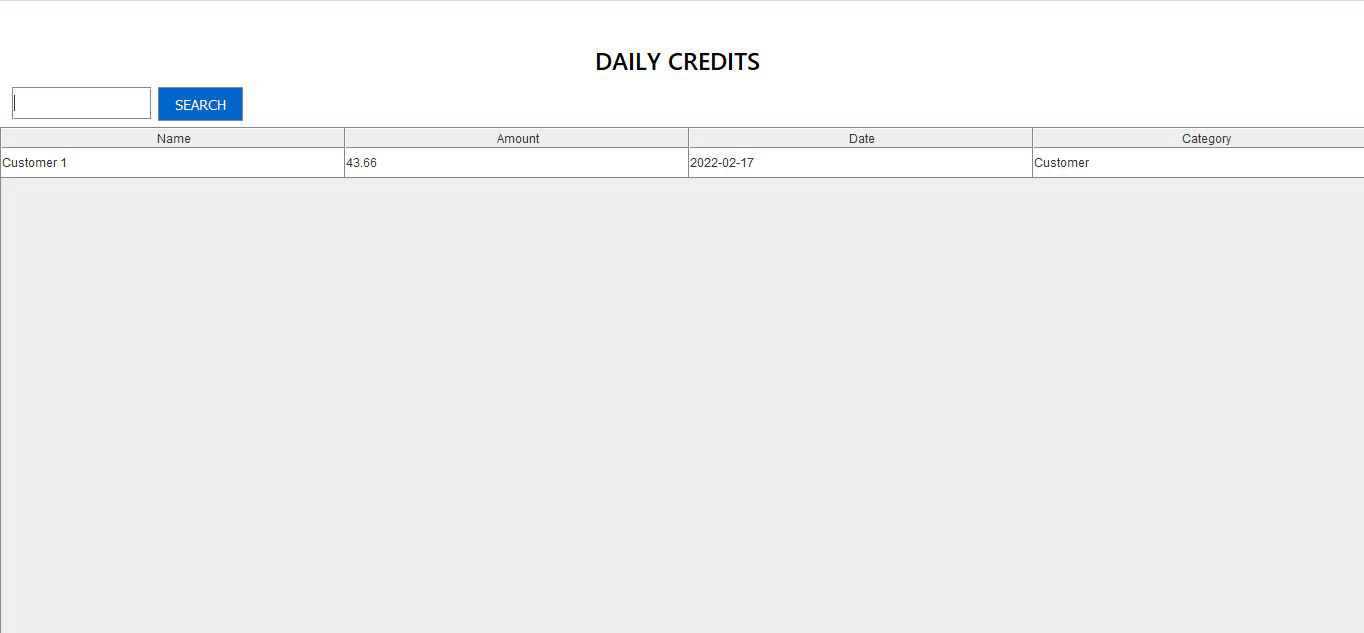 DAILY CREDITS
SEARCH
Name Amount Date Category
Customer 1 43.66 2022-02-17 Customer